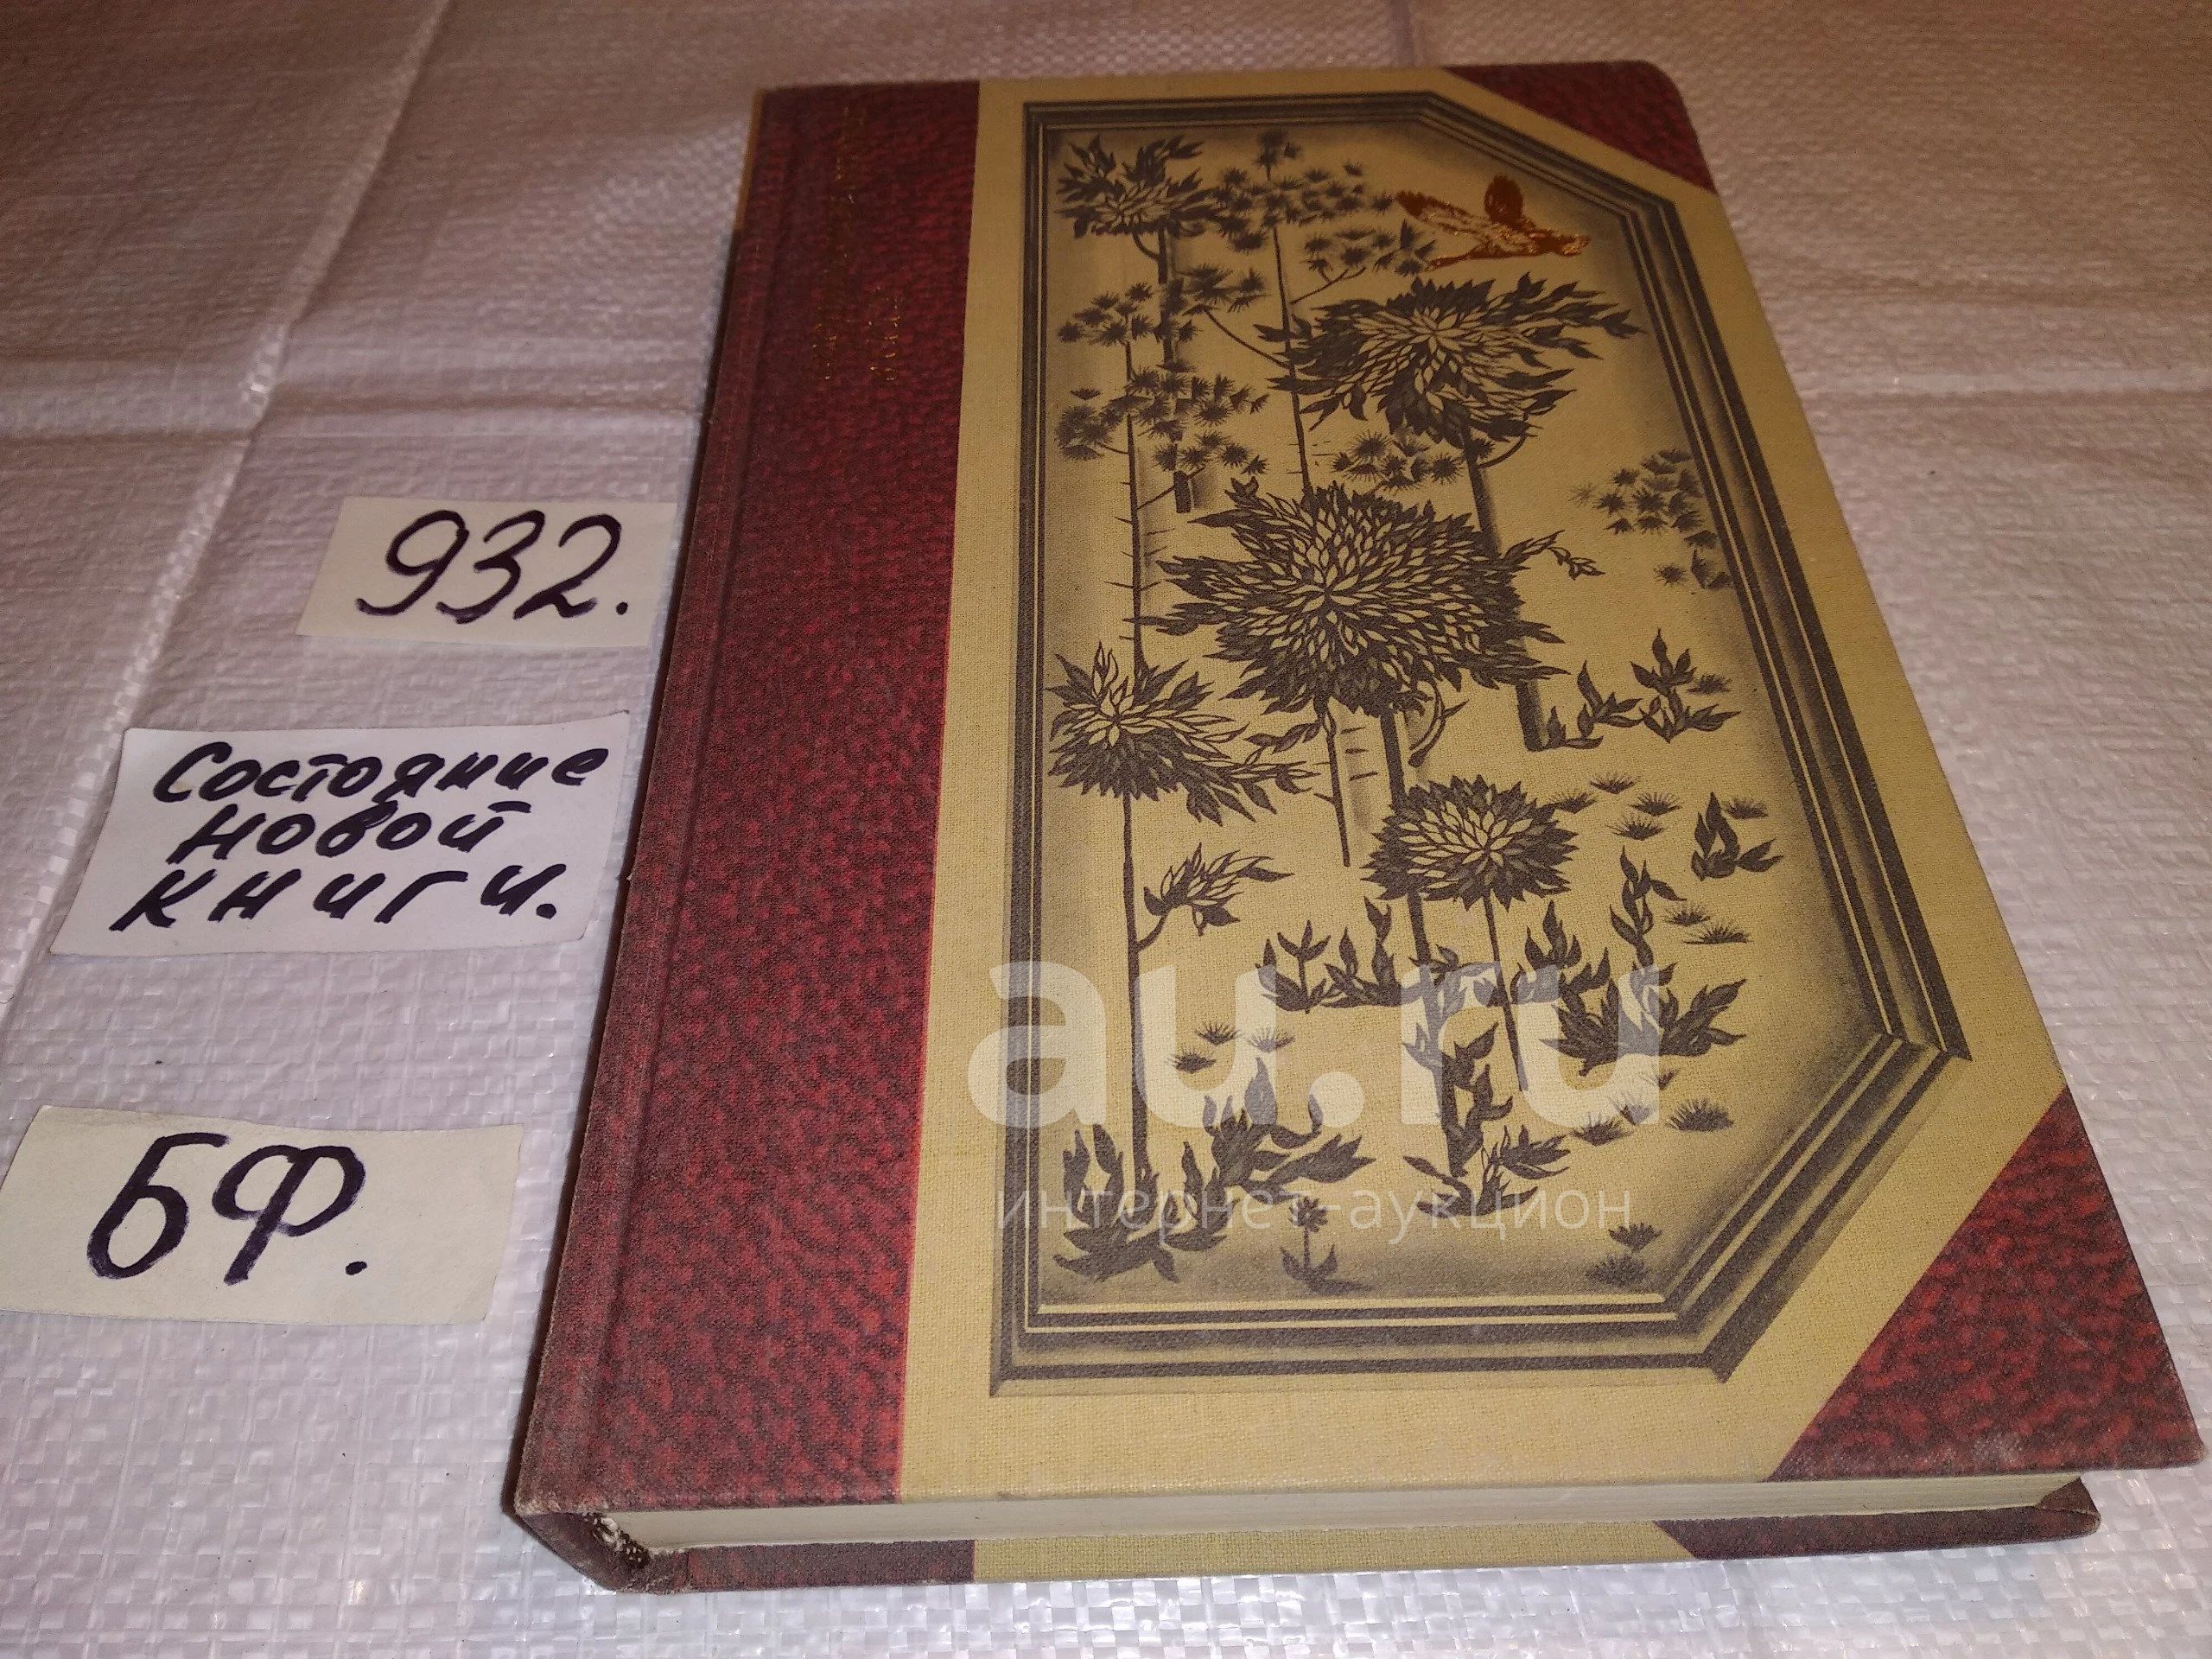 932.
Состояние
новой
книги.
БФ.
au.ru
интернет-аукцион